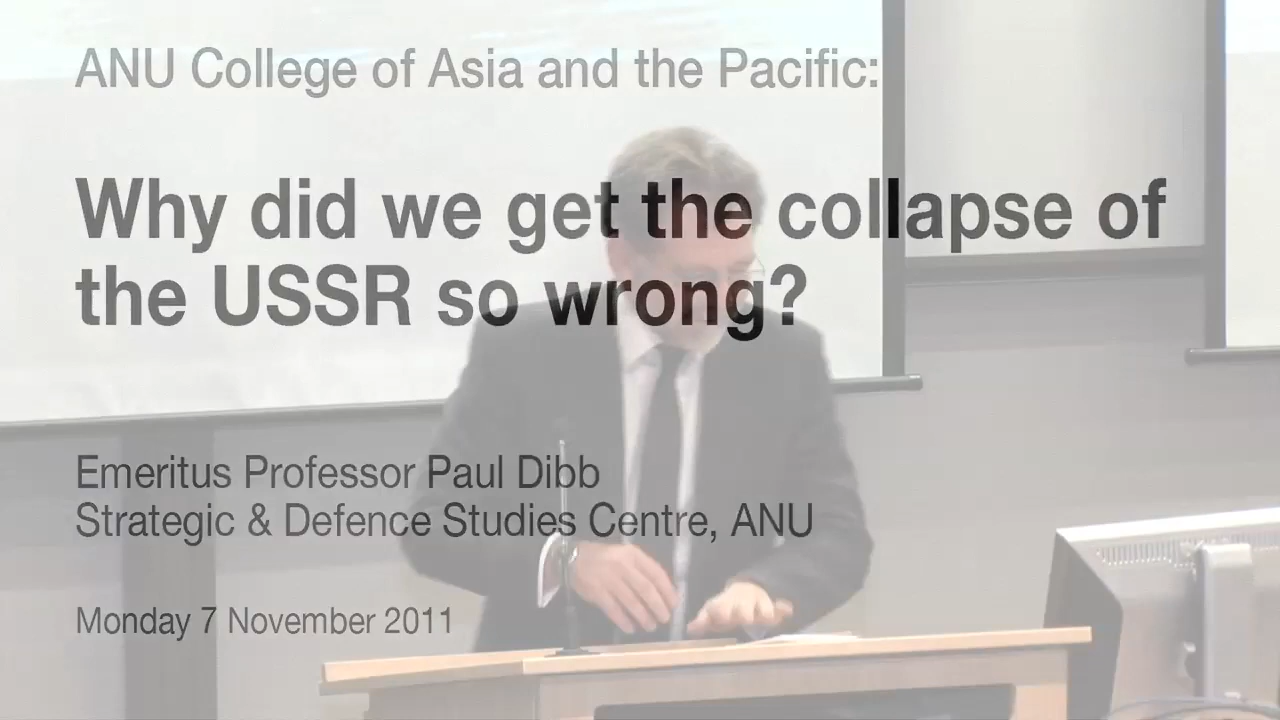 ANU College of Asia and the Pacific:
Why did we get the collapse of
the USSR so wrong?
Emeritus Professor Paul Dibb
Strategic & Defence Studies Centre, ANU
Monday 7 November 2011